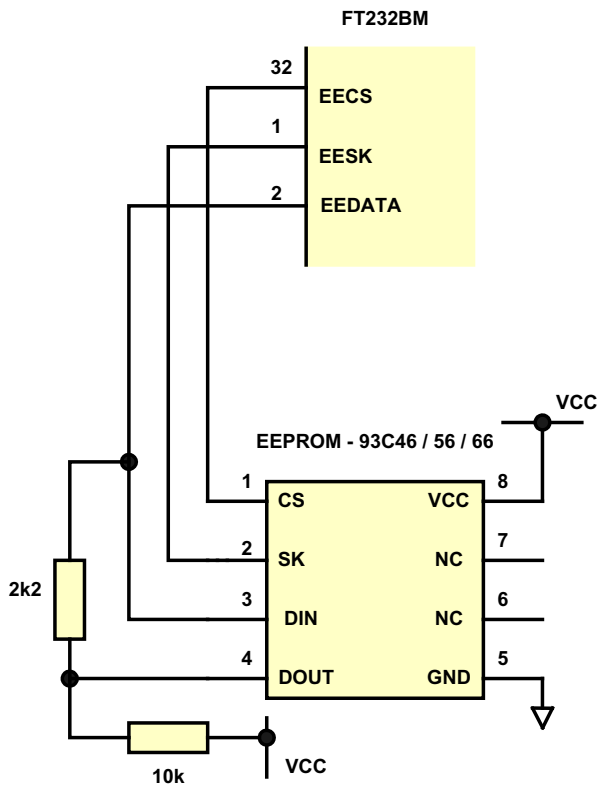 FT232BM
32
EECS
1
EESK
2
EEDATA
VCC
EEPROM - 93C46 / 56 / 66
1
CS
VCC
8
2
SK
NC
7
2k2
3
DIN
NC
6
4
DOUT
GND
5
VCC
10k